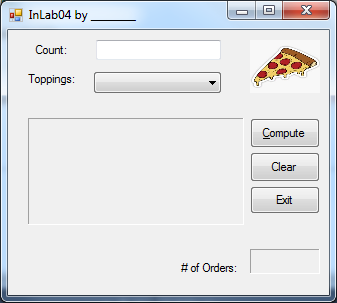 InLab04 by _______
Count:
Toppings:
Compute
Clear
Exit
# of Orders: